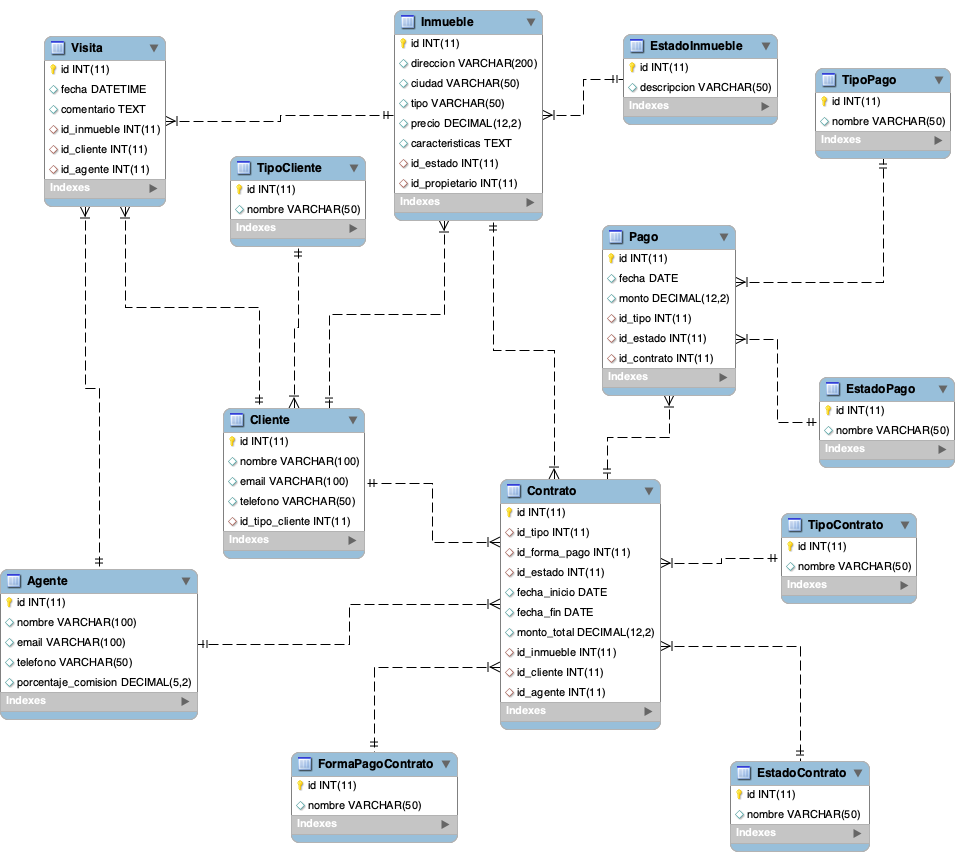 Visita
id INT(11)
fecha DATETIME
comentario TEXT
id_inmueble INT(11)
id_cliente INT(11)
id_agente INT(11)
Indexes
Inmueble
id INT(11)
direccion VARCHAR(200)
ciudad VARCHAR(50)
tipo VARCHAR(50)
precio DECIMAL(12,2)
caracteristicas TEXT
id_estado INT(11)
id_propietario INT(11)
Indexes
EstadoInmueble
id INT(11)
descripcion VARCHAR(50)
Indexes
TipoPago
id INT(11)
nombre VARCHAR(50)
Indexes
TipoCliente
id INT(11)
nombre VARCHAR(50)
Indexes
Pago
id INT(11)
fecha DATE
monto DECIMAL(12,2)
id_tipo INT(11)
id_estado INT(11)
id_contrato INT(11)
Indexes
EstadoPago
id INT(11)
nombre VARCHAR(50)
Indexes
Cliente
id INT(11)
nombre VARCHAR(100)
email VARCHAR(100)
telefono VARCHAR(50)
id_tipo_cliente INT(11)
Indexes
Contrato
id INT(11)
id_tipo INT(11)
id_forma_pago INT(11)
id_estado INT(11)
fecha_inicio DATE
fecha_fin DATE
monto_total DECIMAL(12,2)
id_inmueble INT(11)
id_cliente INT(11)
id_agente INT(11)
Indexes
TipoContrato
id INT(11)
nombre VARCHAR(50)
Indexes
Agente
id INT(11)
nombre VARCHAR(100)
email VARCHAR(100)
telefono VARCHAR(50)
porcentaje_comision DECIMAL(5,2)
Indexes
FormaPagoContrato
id INT(11)
nombre VARCHAR(50)
Indexes
EstadoContrato
id INT(11)
nombre VARCHAR(50)
Indexes